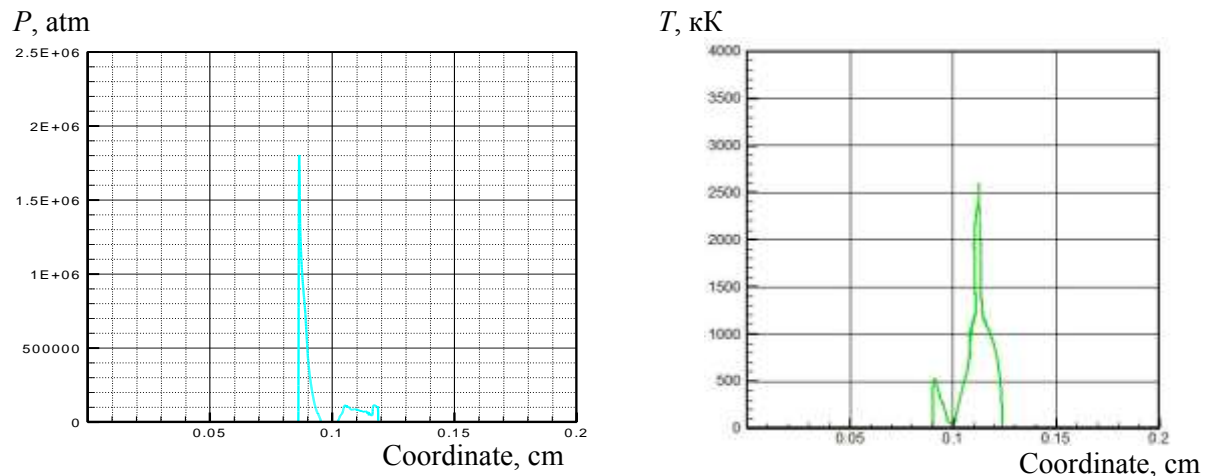 P, atm
2.5E+06
2E+06
1.5E+06
1E+06
500000
0
0.05
0.1
0.15
0.2
Coordinate, cm
T, кК
4000
3500
3000
2500
2000
1500
1000
500
0
0.05
0.1
0.15
0.2
Coordinate, cm